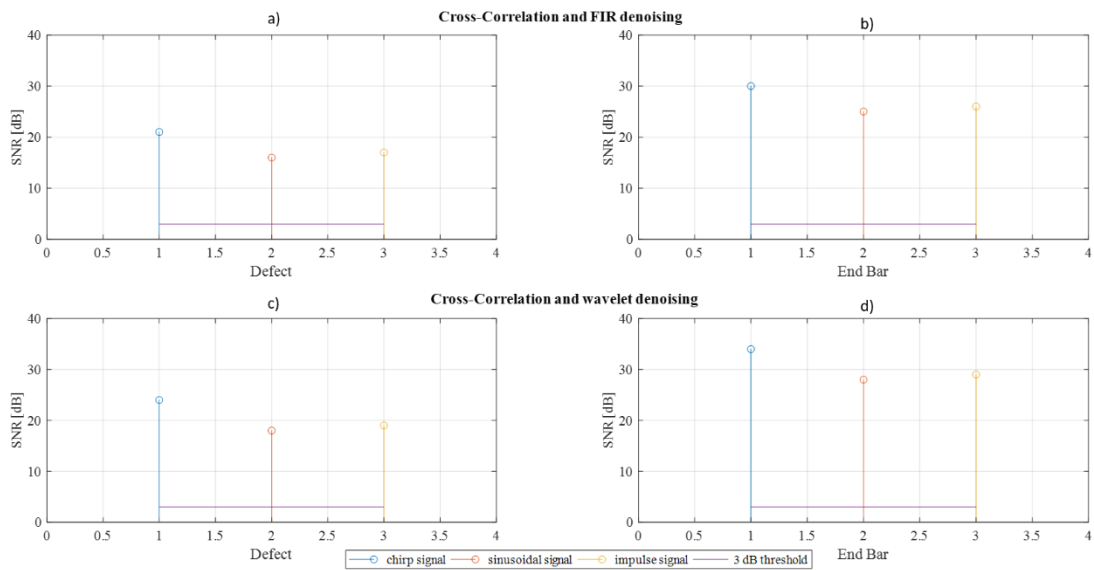 Cross-Correlation and FIR denoising
a)
b)
40
30
20
10
0
SNR [dB]
0 0.5 1 1.5 2 2.5 3 3.5 4
Defect
40
30
20
10
0
SNR [dB]
0 0.5 1 1.5 2 2.5 3 3.5 4
End Bar
Cross-Correlation and wavelet denoising
c)
d)
40
30
20
10
0
SNR [dB]
0 0.5 1 1.5 2 2.5 3 3.5 4
Defect
40
30
20
10
0
SNR [dB]
0 0.5 1 1.5 2 2.5 3 3.5 4
End Bar
chirp signal sinusoidal signal impulse signal 3 dB threshold